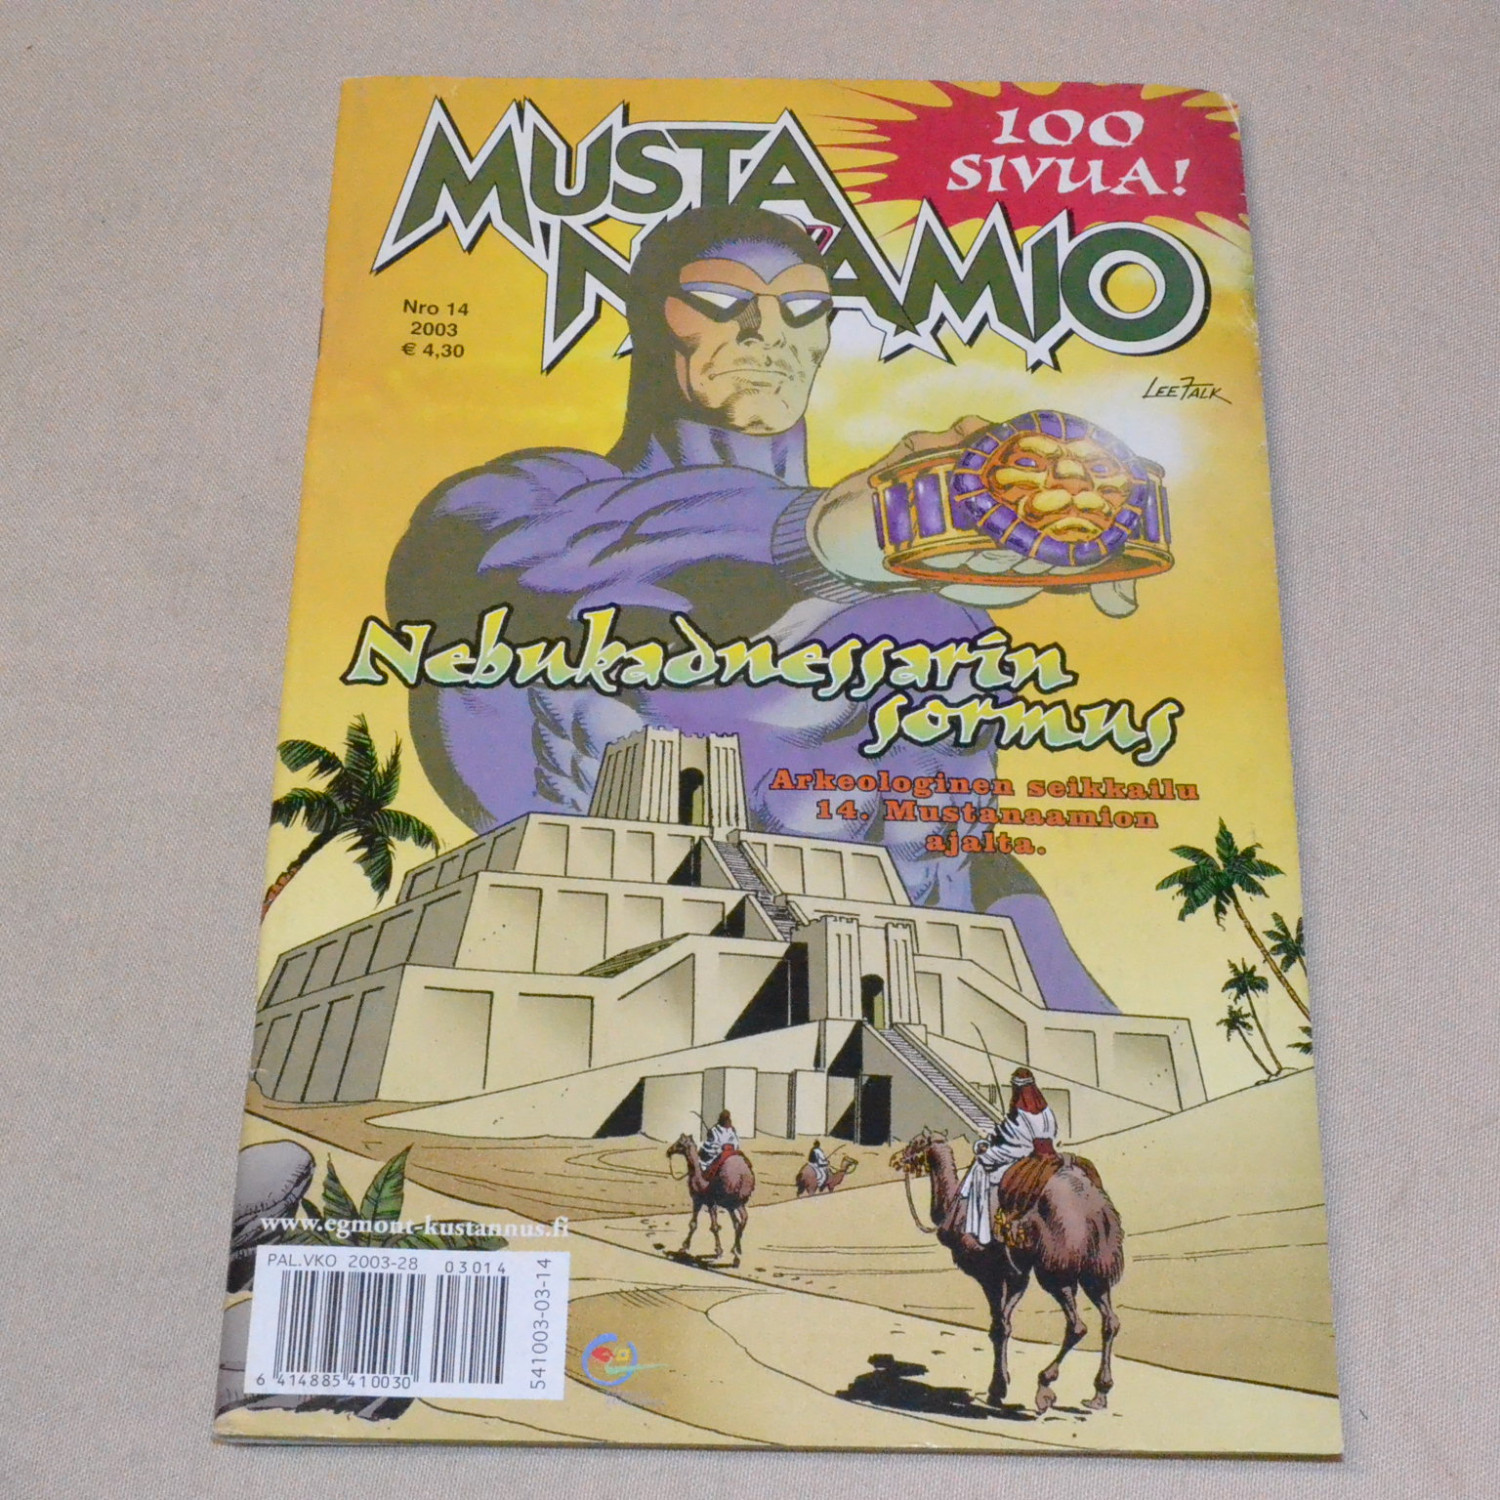 MUSTA
NAAMIO
100
SIVUA!
Nro 14
2003
€ 4,30
LEE FALK
Nebukadnessarin
sormus
Arkeologinen seikkailu
14. Mustanaamion
ajalta.
www.egmont-kustannus.fi
PAL.VKO 2003-28
03014
6 414885 410030
541003-03-14